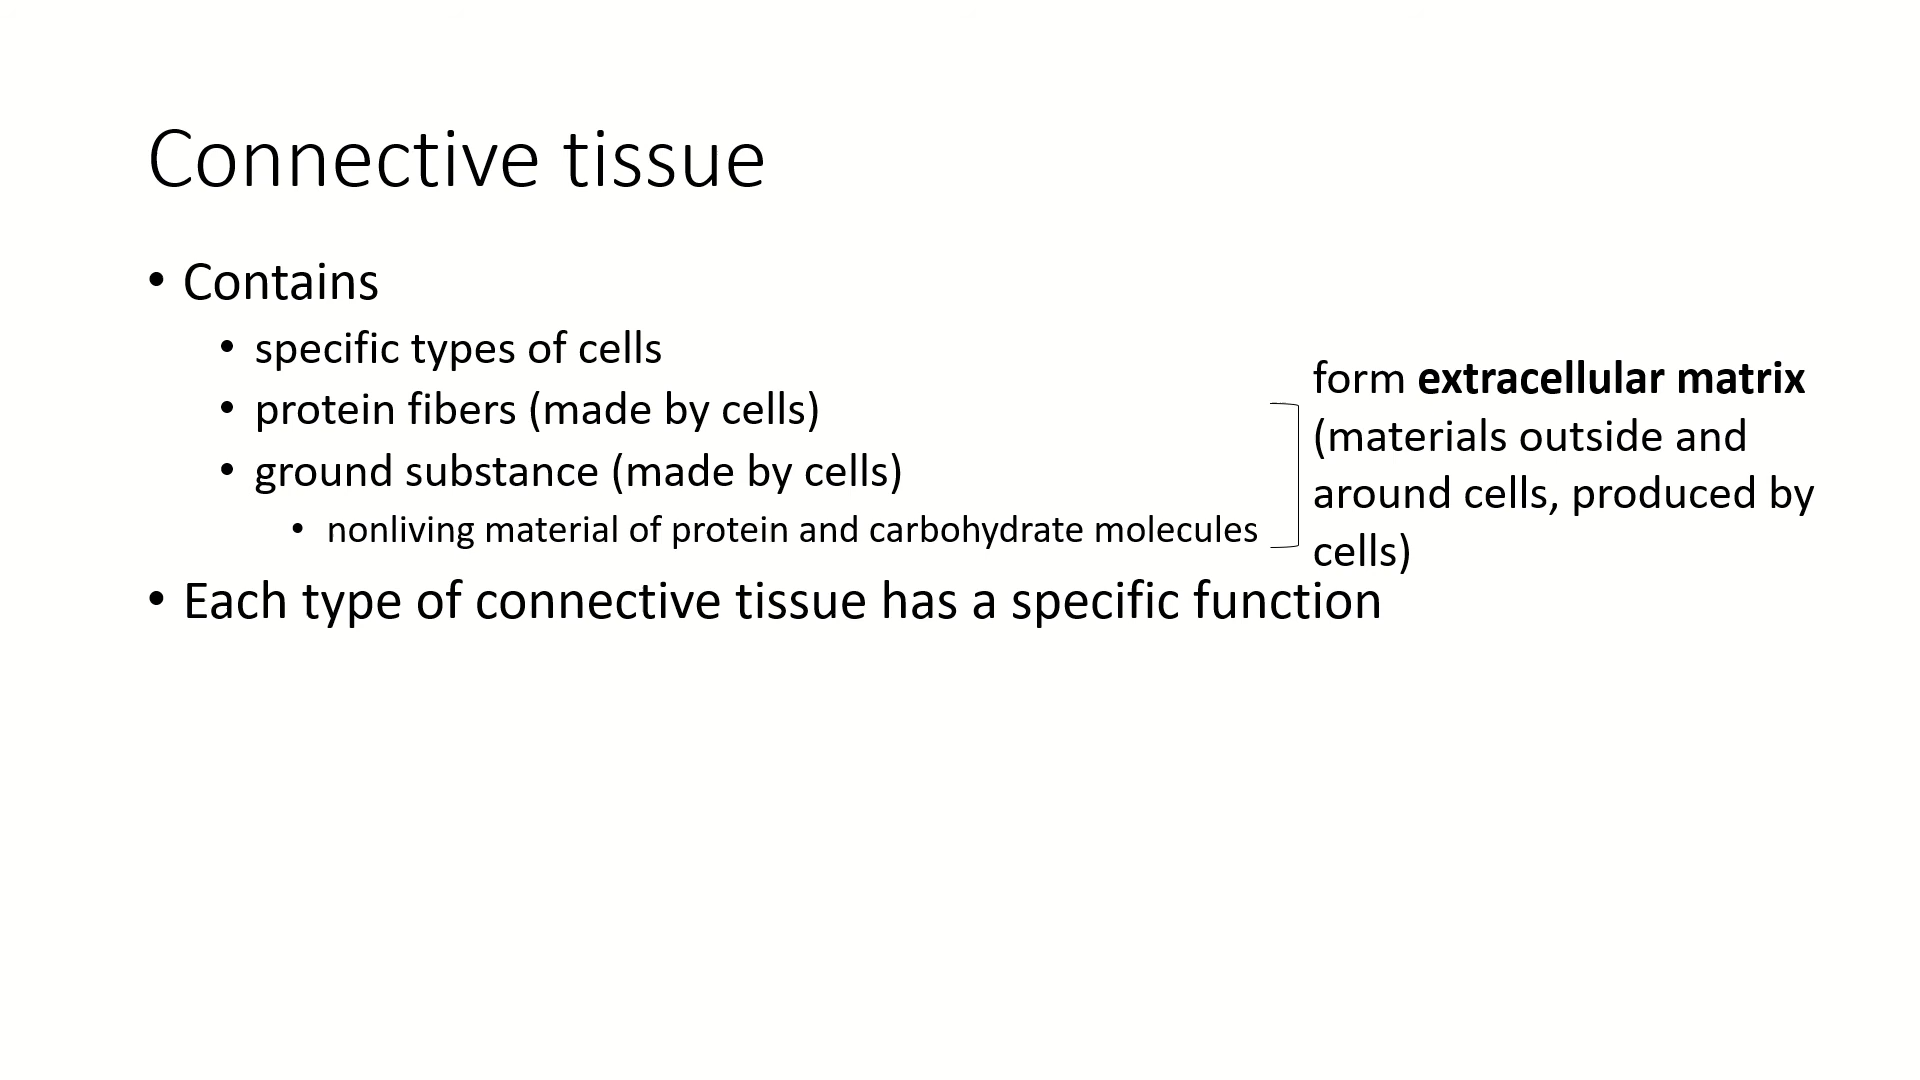 Connective tissue
• Contains
• specific types of cells
• protein fibers (made by cells)
• ground substance (made by cells)
• nonliving material of protein and carbohydrate molecules
form extracellular matrix
(materials outside and
around cells, produced by
cells)
• Each type of connective tissue has a specific function